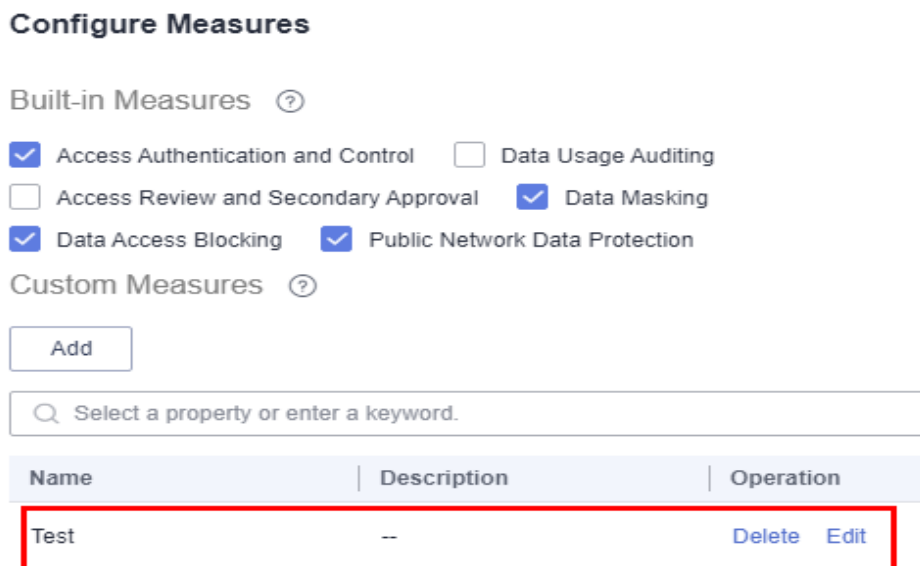 Configure Measures
Built-in Measures ?
Access Authentication and Control Data Usage Auditing
Access Review and Secondary Approval Data Masking
Data Access Blocking Public Network Data Protection
Custom Measures ?
Add
Select a property or enter a keyword.
Name Description Operation
Test -- Delete Edit